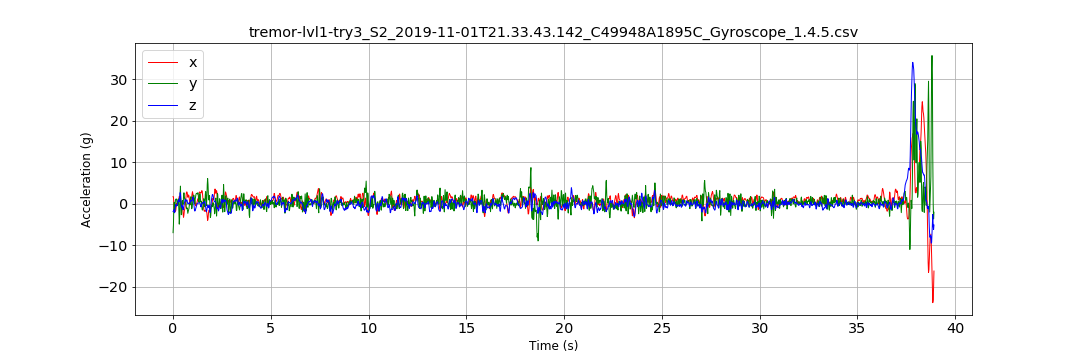 tremor-lvl1-try3_S2_2019-11-01T21.33.43.142_C49948A1895C_Gyroscope_1.4.5.csv
x
y
z
30
20
10
0
−10
−20
Acceleration (g)
0 5 10 15 20 25 30 35 40
Time (s)